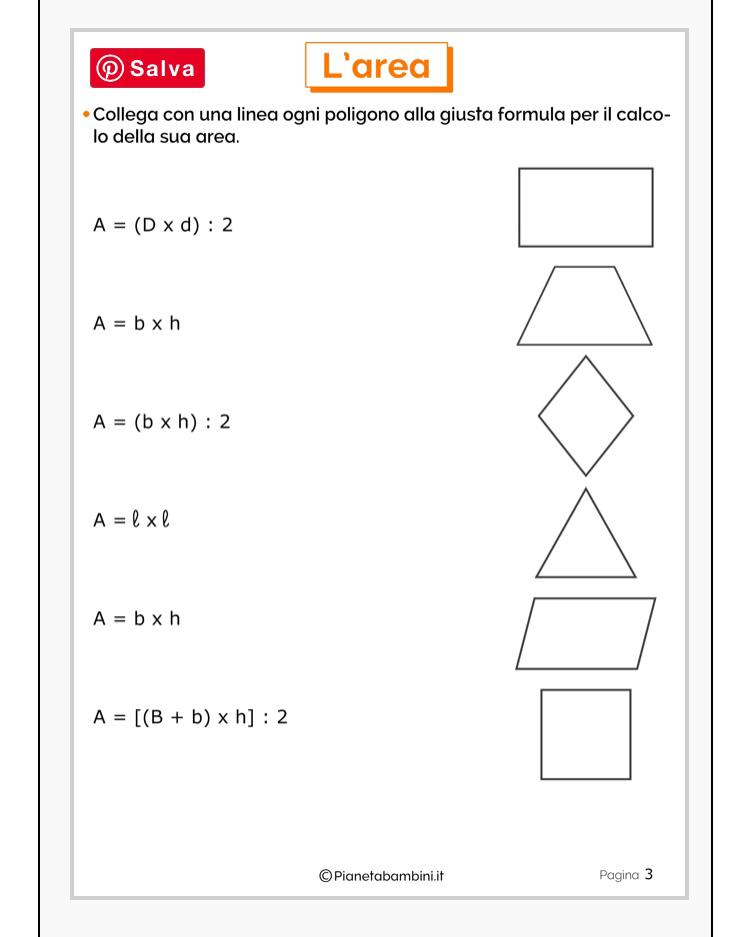 Salva
L'area
• Collega con una linea ogni poligono alla giusta formula per il calco-
lo della sua area.
A = (D x d) : 2
A = b x h
A = (b x h) : 2
A = ℓ x ℓ
A = b x h
A = [(B + b) x h] : 2
©Pianetabambini.it
Pagina 3